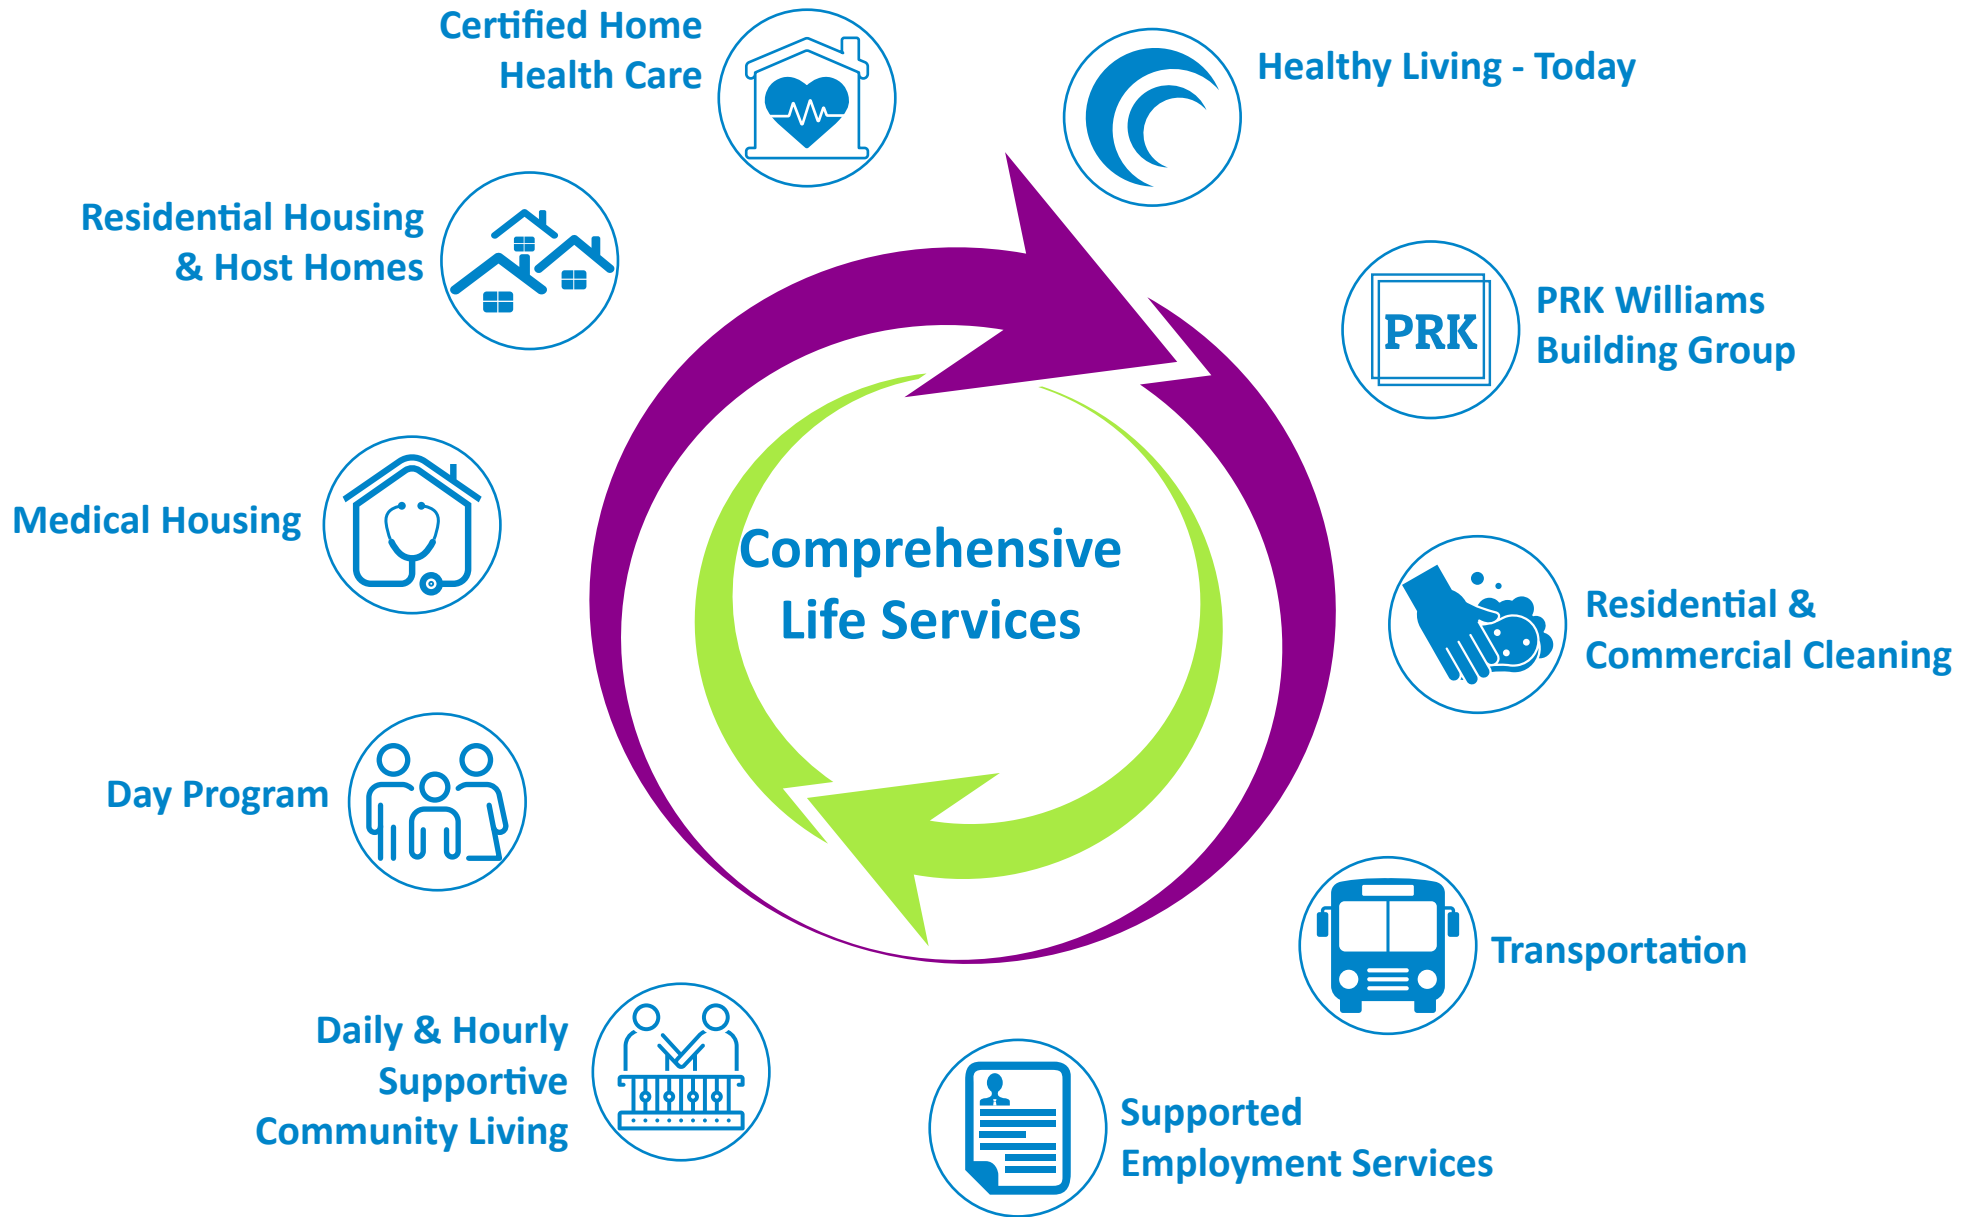 Certified Home
Health Care
Healthy Living - Today
Residential Housing
& Host Homes
PRK
PRK Williams
Building Group
Medical Housing
Comprehensive
Life Services
Residential &
Commercial Cleaning
Day Program
Transportation
Daily & Hourly
Supportive
Community Living
Supported
Employment Services